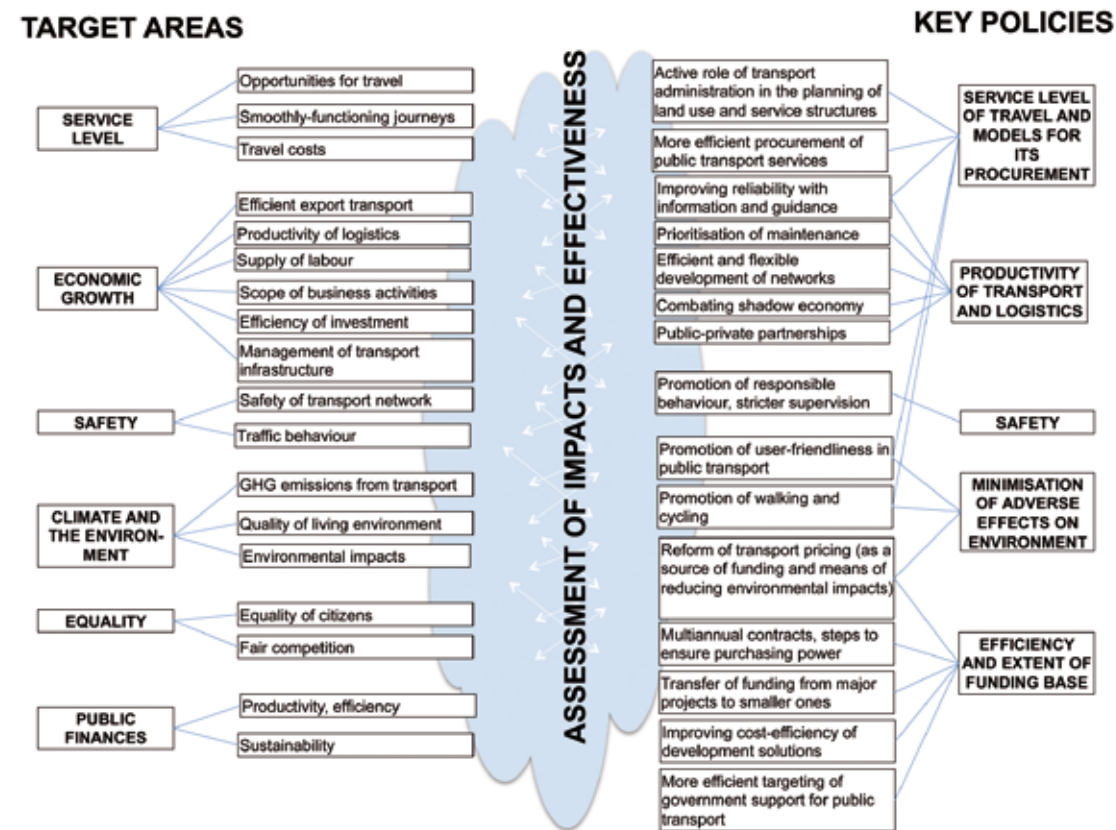 TARGET AREAS
KEY POLICIES
SERVICE
LEVEL
Opportunities for travel
Smoothly-functioning journeys
Travel costs
ECONOMIC
GROWTH
Efficient export transport
Productivity of logistics
Supply of labour
Scope of business activities
Efficiency of investment
Management of transport
infrastructure
SAFETY
Safety of transport network
Traffic behaviour
CLIMATE AND
THE ENVIRON-
MENT
GHG emissions from transport
Quality of living environment
Environmental impacts
EQUALITY
Equality of citizens
Fair competition
PUBLIC
FINANCES
Productivity, efficiency
Sustainability
ASSESSMENT OF IMPACTS AND EFFECTIVENESS
Active role of transport
administration in the planning of
land use and service structures
More efficient procurement of
public transport services
Improving reliability with
information and guidance
Prioritisation of maintenance
Efficient and flexible
development of networks
Combating shadow economy
Public-private partnerships
Promotion of responsible
behaviour, stricter supervision
Promotion of user-friendliness in
public transport
Promotion of walking and
cycling
Reform of transport pricing (as a
source of funding and means of
reducing environmental impacts)
Multiannual contracts, steps to
ensure purchasing power
Transfer of funding from major
projects to smaller ones
Improving cost-efficiency of
development solutions
More efficient targeting of
government support for public
transport
SERVICE LEVEL
OF TRAVEL AND
MODELS FOR
ITS
PROCUREMENT
PRODUCTIVITY
OF TRANSPORT
AND LOGISTICS
SAFETY
MINIMISATION
OF ADVERSE
EFFECTS ON
ENVIRONMENT
EFFICIENCY
AND EXTENT OF
FUNDING BASE